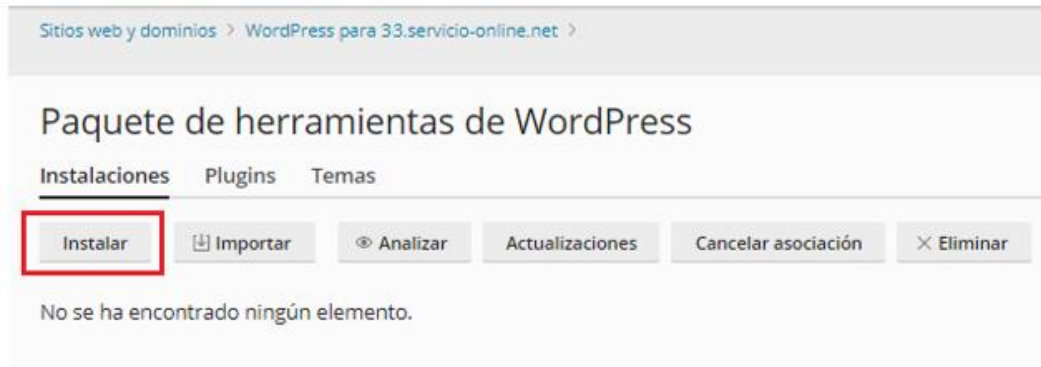 Sitios web y dominios > WordPress para 33.servicio-online.net >
Paquete de herramientas de WordPress
Instalaciones Plugins Temas
Instalar Importar Analizar Actualizaciones Cancelar asociación Eliminar
No se ha encontrado ningún elemento.